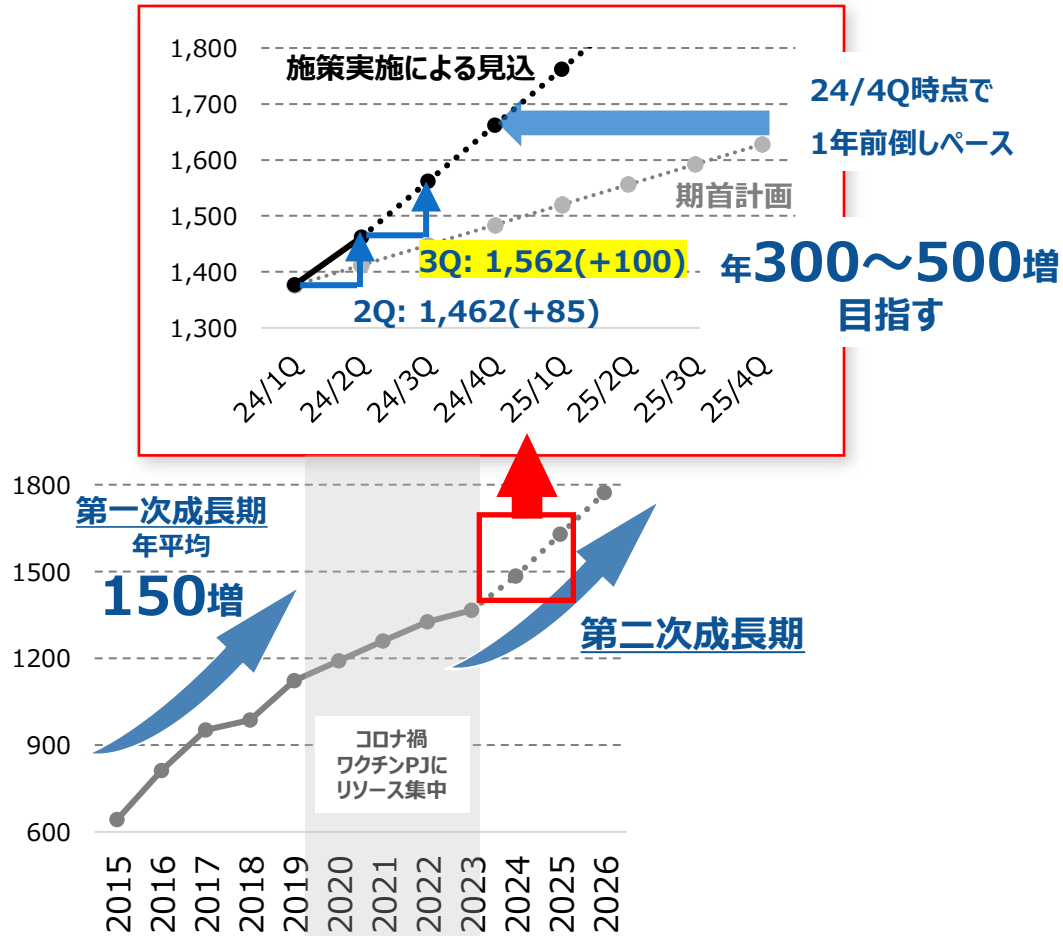 1,800
1,700
1,600
1,500
1,400
1,300
施策実施による見込
24/4Q時点で
1年前倒しペース
期首計画
3Q: 1,562(+100)
2Q: 1,462(+85)
年300～500増
目指す
24/1Q
24/2Q
24/3Q
24/4Q
25/1Q
25/2Q
25/3Q
25/4Q
1800
1500
1200
900
600
第一次成長期
年平均
150増
第二次成長期
コロナ禍
ワクチンPJに
リソース集中
2015
2016
2017
2018
2019
2020
2021
2022
2023
2024
2025
2026